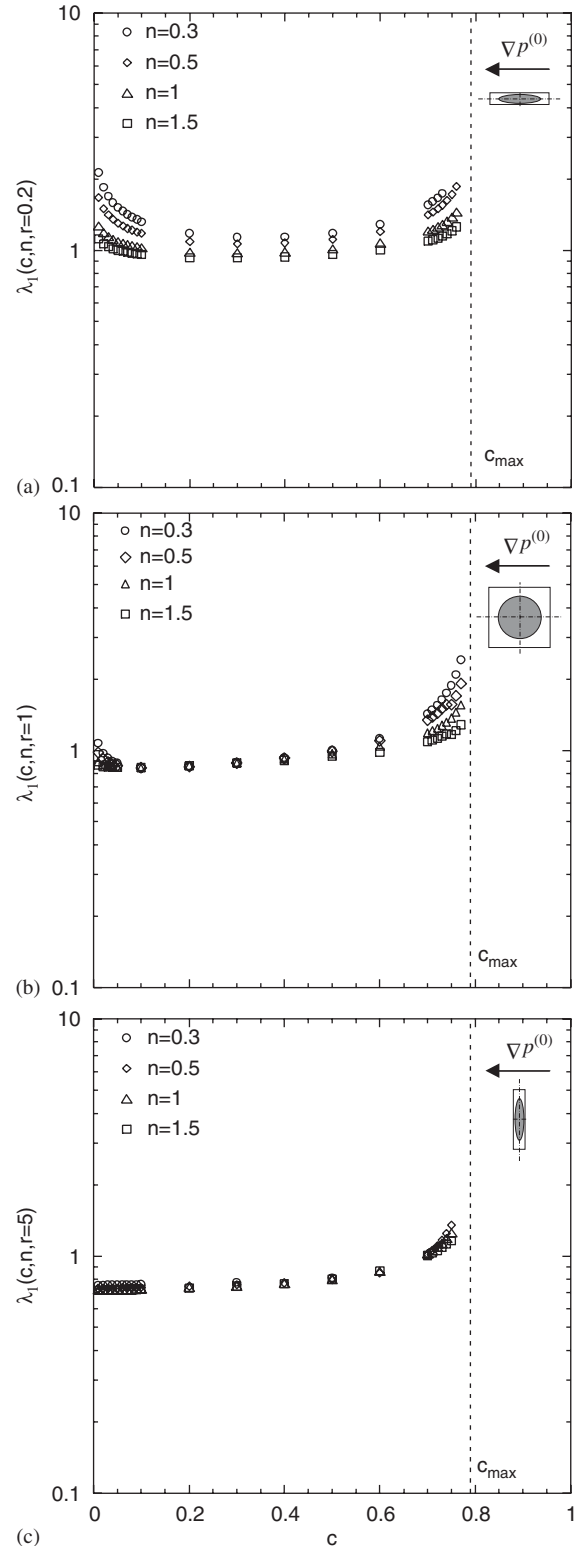 10
n=0.3
n=0.5
n=1
n=1.5
∇p⁽⁰⁾
λ₁(c,n,r=0.2)
1
c_max
0.1
(a)
10
n=0.3
n=0.5
n=1
n=1.5
∇p⁽⁰⁾
λ₁(c,n,r=1)
1
c_max
0.1
(b)
10
n=0.3
n=0.5
n=1
n=1.5
∇p⁽⁰⁾
λ₁(c,n,r=5)
1
c_max
0.1
0 0.2 0.4 0.6 0.8 1
(c)
c